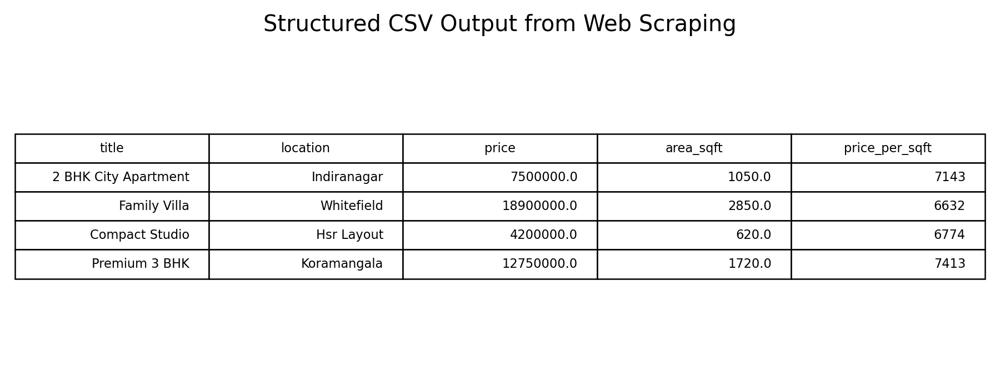 Structured CSV Output from Web Scraping
title location price area_sqft price_per_sqft
2 BHK City Apartment Indiranagar 7500000.0 1050.0 7143
Family Villa Whitefield 18900000.0 2850.0 6632
Compact Studio Hsr Layout 4200000.0 620.0 6774
Premium 3 BHK Koramangala 12750000.0 1720.0 7413